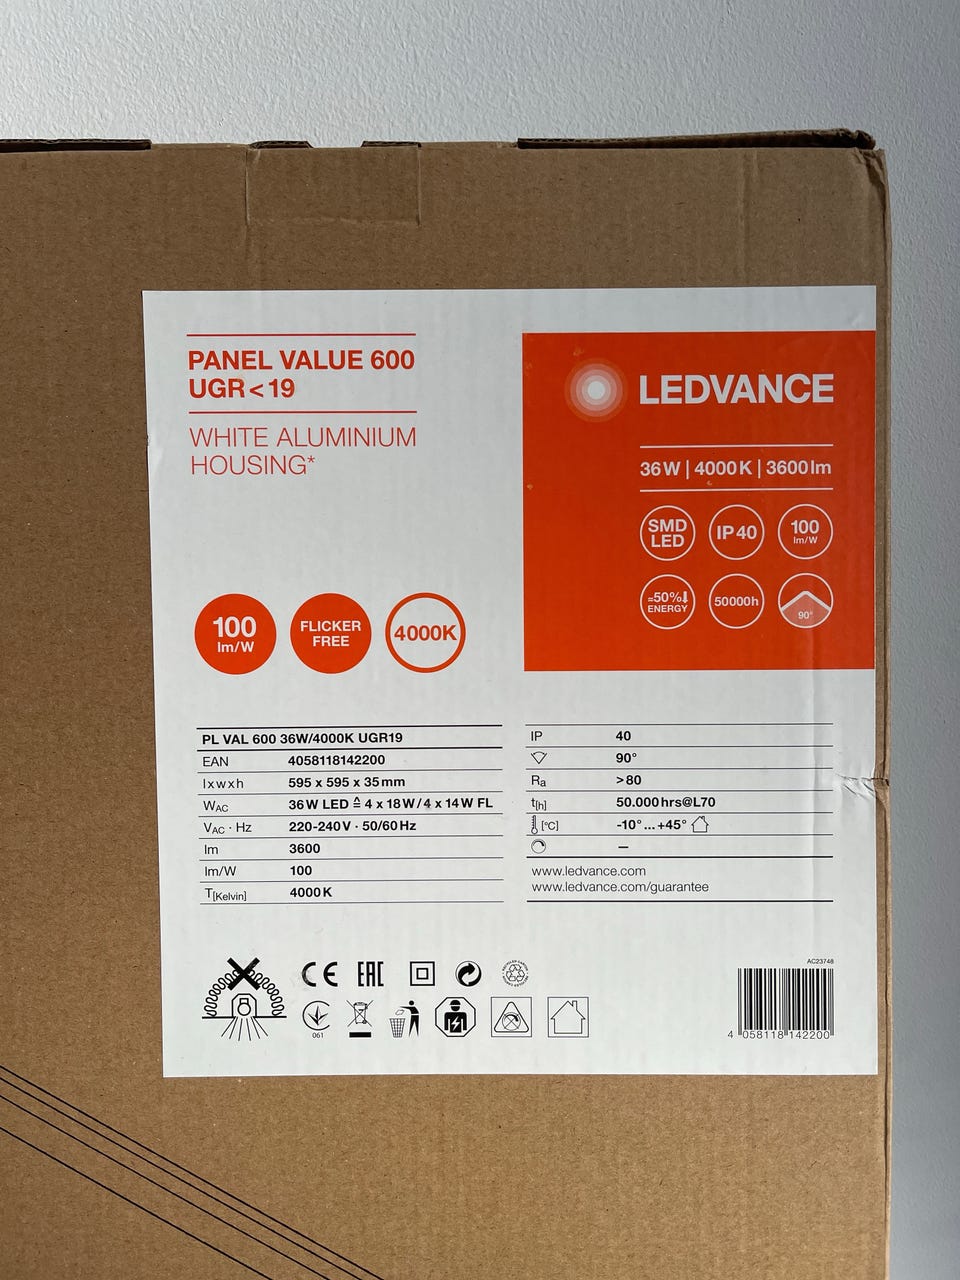 PANEL VALUE 600
UGR<19
WHITE ALUMINIUM
HOUSING*
LEDVANCE
36W | 4000K | 3600lm
SMD
LED
IP40
100
lm/W
≈50%
ENERGY
50000h
90°
100
lm/W
FLICKER
FREE
4000K
PL VAL 600 36W/4000K UGR19
EAN 4058118142200
l x w x h 595 x 595 x 35mm
WAC 36W LED ≙ 4 x 18W/4 x 14W FL
VAC · Hz 220-240V · 50/60Hz
lm 3600
lm/W 100
T[Kelvin] 4000K
IP 40
90°
Ra >80
t[h] 50.000hrs@L70
[°C] -10°...+45°
–
www.ledvance.com
www.ledvance.com/guarantee
CE
EAC
061
AC23748
4 058118 142200